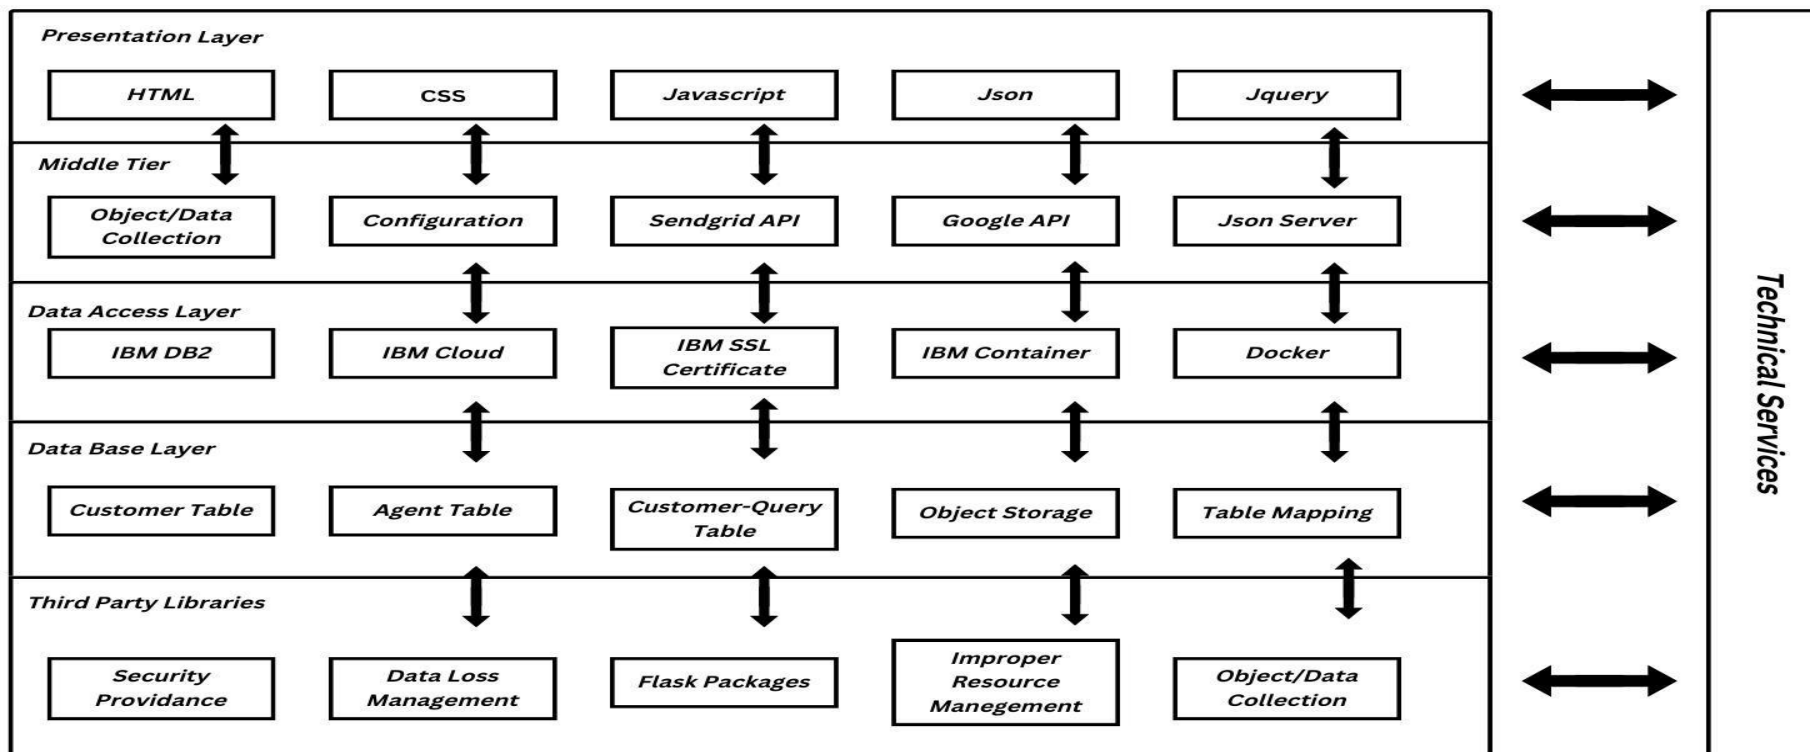 Presentation Layer
HTML
CSS
Javascript
Json
Jquery
Middle Tier
Object/Data
Collection
Configuration
Sendgrid API
Google API
Json Server
Data Access Layer
IBM DB2
IBM Cloud
IBM SSL
Certificate
IBM Container
Docker
Data Base Layer
Customer Table
Agent Table
Customer-Query
Table
Object Storage
Table Mapping
Third Party Libraries
Security
Providance
Data Loss
Management
Flask Packages
Improper
Resource
Manegement
Object/Data
Collection
Technical Services